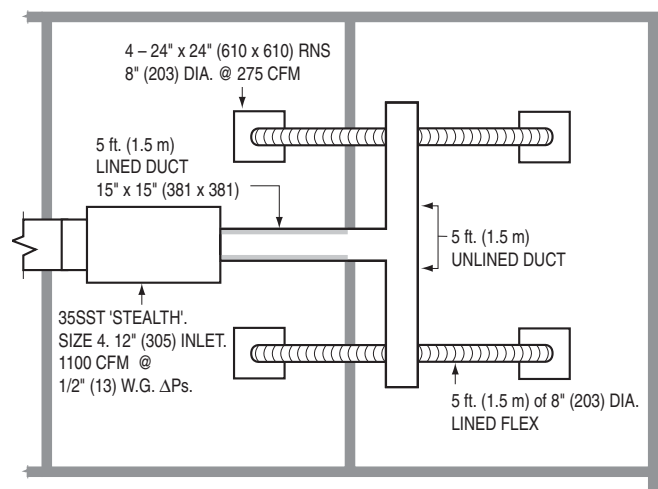 4 – 24" x 24" (610 x 610) RNS
8" (203) DIA. @ 275 CFM
5 ft. (1.5 m)
LINED DUCT
15" x 15" (381 x 381)
5 ft. (1.5 m)
UNLINED DUCT
35SST 'STEALTH'.
SIZE 4. 12" (305) INLET.
1100 CFM @
1/2" (13) W.G. ΔPs.
5 ft. (1.5 m) of 8" (203) DIA.
LINED FLEX